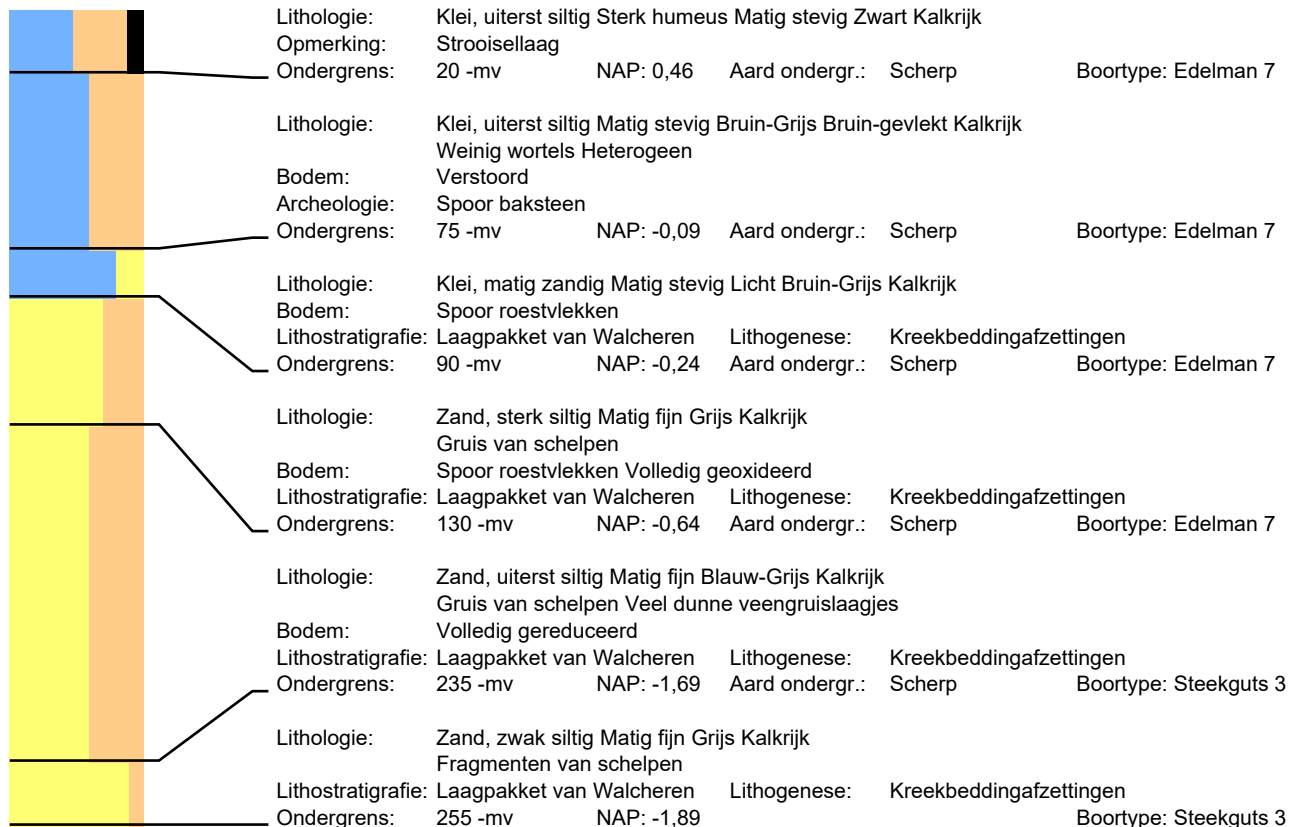 Lithologie: Klei, uiterst siltig Sterk humeus Matig stevig Zwart Kalkrijk
Opmerking: Strooisellaag
Ondergrens: 20 -mv NAP: 0,46 Aard ondergr.: Scherp Boortype: Edelman 7
Lithologie: Klei, uiterst siltig Matig stevig Bruin-Grijs Bruin-gevlekt Kalkrijk
Weinig wortels Heterogeen
Bodem: Verstoord
Archeologie: Spoor baksteen
Ondergrens: 75 -mv NAP: -0,09 Aard ondergr.: Scherp Boortype: Edelman 7
Lithologie: Klei, matig zandig Matig stevig Licht Bruin-Grijs Kalkrijk
Bodem: Spoor roestvlekken
Lithostratigrafie: Laagpakket van Walcheren Lithogenese: Kreekbeddingafzettingen
Ondergrens: 90 -mv NAP: -0,24 Aard ondergr.: Scherp Boortype: Edelman 7
Lithologie: Zand, sterk siltig Matig fijn Grijs Kalkrijk
Gruis van schelpen
Bodem: Spoor roestvlekken Volledig geoxideerd
Lithostratigrafie: Laagpakket van Walcheren Lithogenese: Kreekbeddingafzettingen
Ondergrens: 130 -mv NAP: -0,64 Aard ondergr.: Scherp Boortype: Edelman 7
Lithologie: Zand, uiterst siltig Matig fijn Blauw-Grijs Kalkrijk
Gruis van schelpen Veel dunne veengruislaagjes
Bodem: Volledig gereduceerd
Lithostratigrafie: Laagpakket van Walcheren Lithogenese: Kreekbeddingafzettingen
Ondergrens: 235 -mv NAP: -1,69 Aard ondergr.: Scherp Boortype: Steekguts 3
Lithologie: Zand, zwak siltig Matig fijn Grijs Kalkrijk
Fragmenten van schelpen
Lithostratigrafie: Laagpakket van Walcheren Lithogenese: Kreekbeddingafzettingen
Ondergrens: 255 -mv NAP: -1,89 Boortype: Steekguts 3